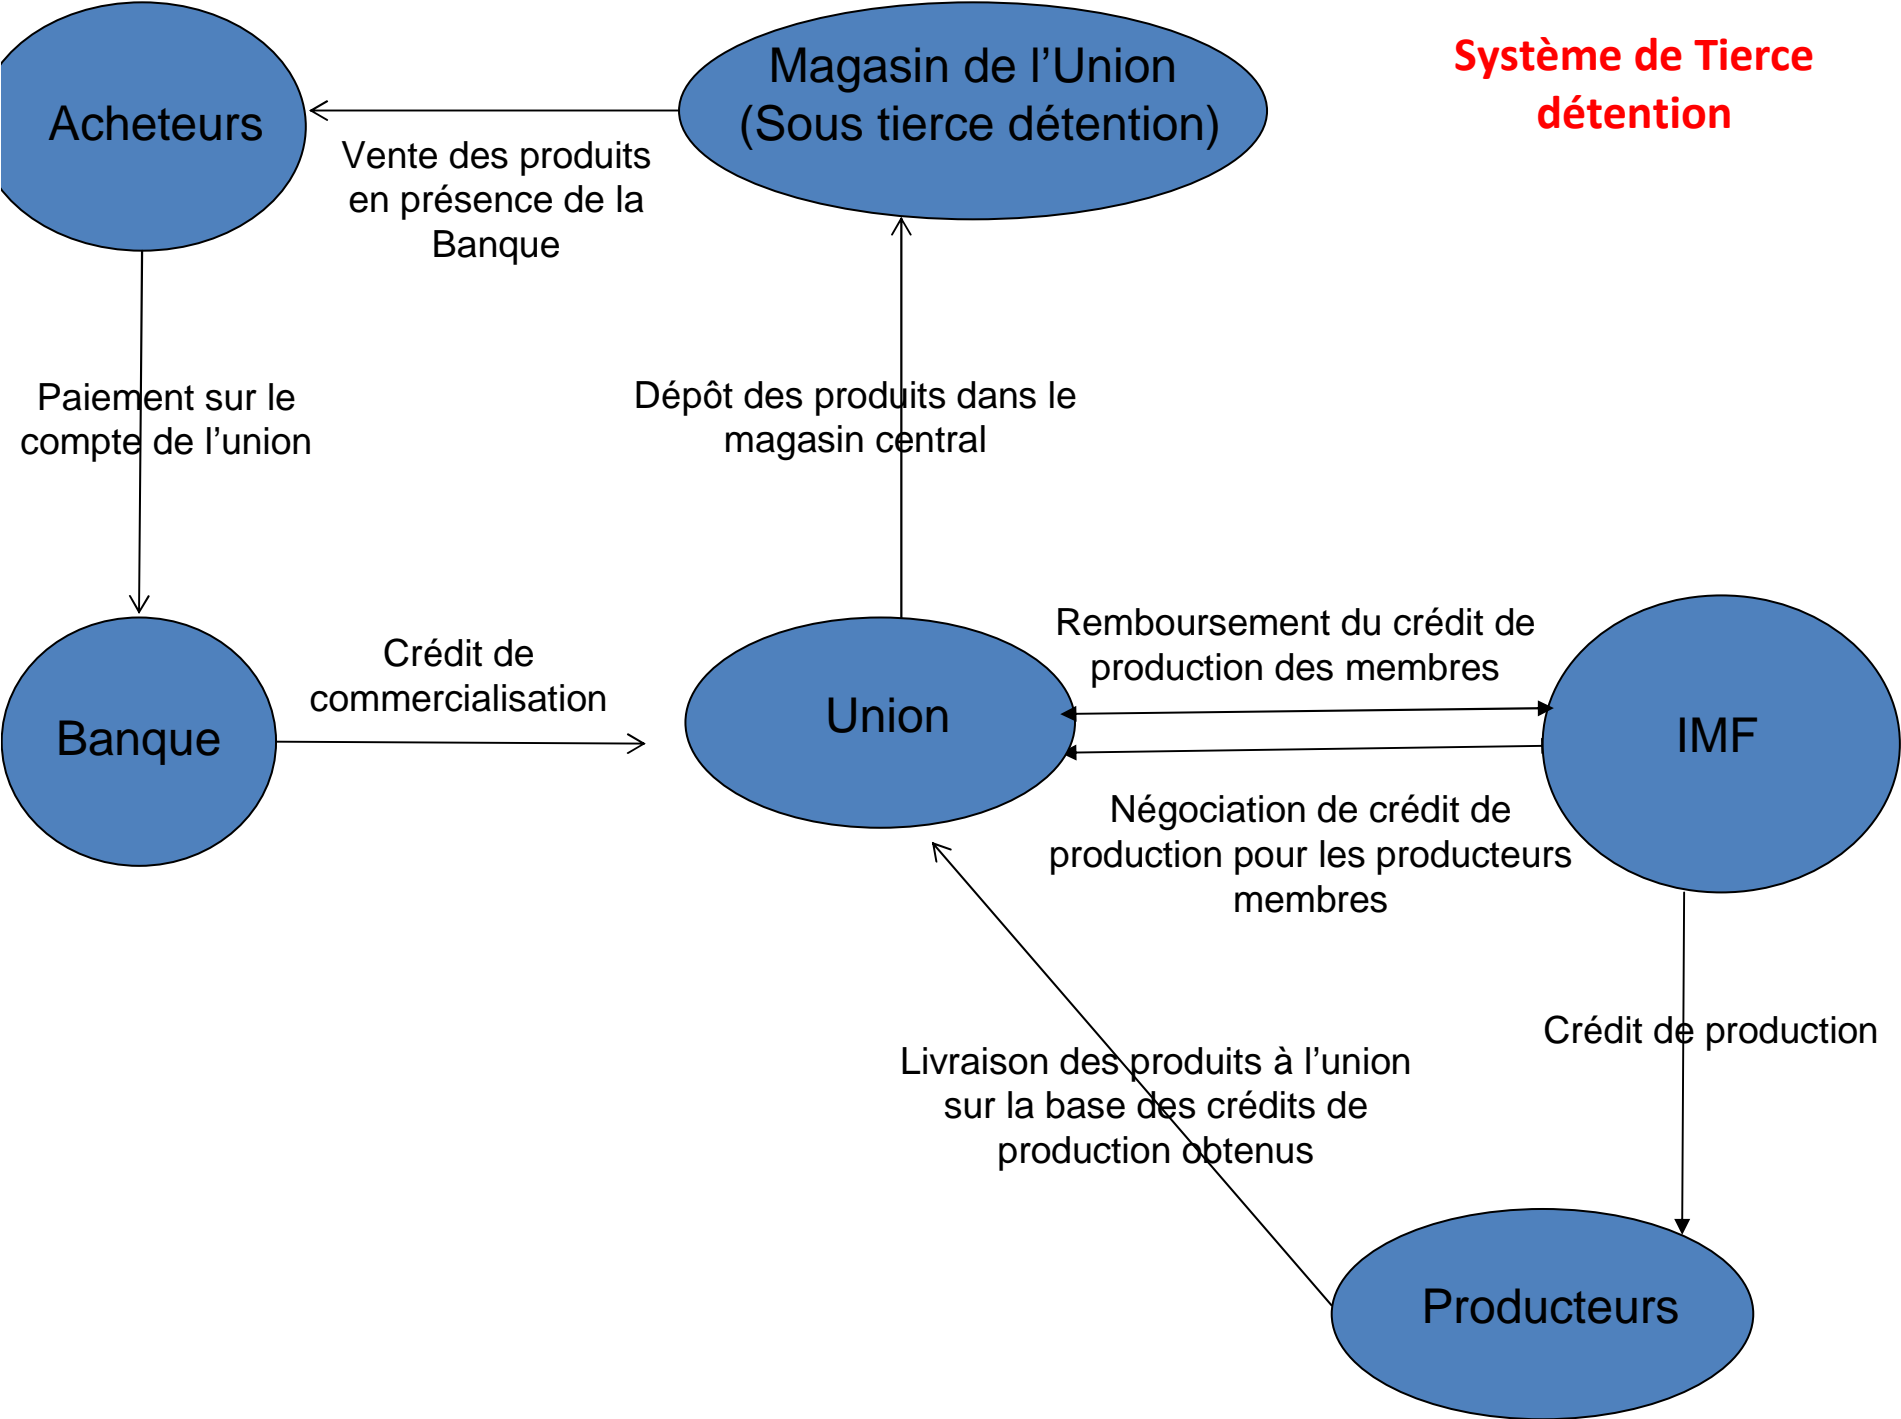 Système de Tierce
détention
Acheteurs
Magasin de l’Union
(Sous tierce détention)
Vente des produits
en présence de la
Banque
Paiement sur le
compte de l’union
Dépôt des produits dans le
magasin central
Banque
Crédit de
commercialisation
Union
Remboursement du crédit de
production des membres
IMF
Négociation de crédit de
production pour les producteurs
membres
Crédit de production
Livraison des produits à l’union
sur la base des crédits de
production obtenus
Producteurs